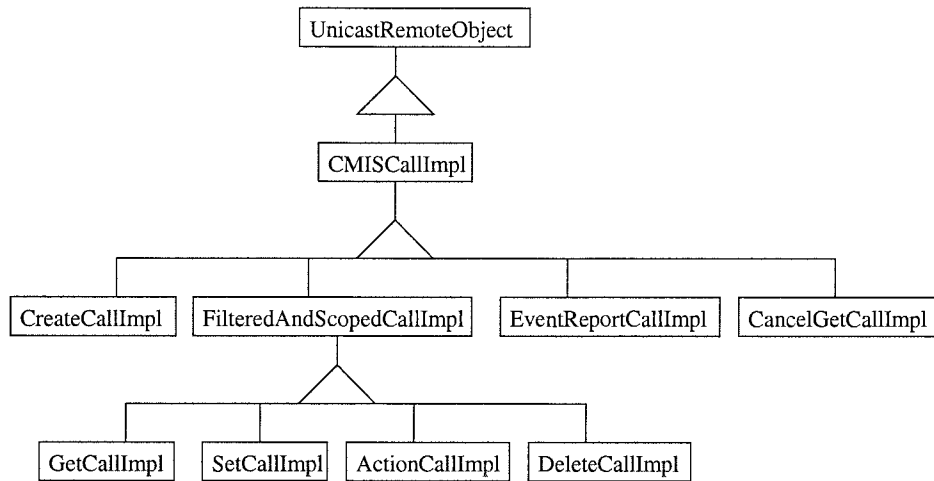 UnicastRemoteObject
CMISCallImpl
CreateCallImpl
FilteredAndScopedCallImpl
EventReportCallImpl
CancelGetCallImpl
GetCallImpl
SetCallImpl
ActionCallImpl
DeleteCallImpl